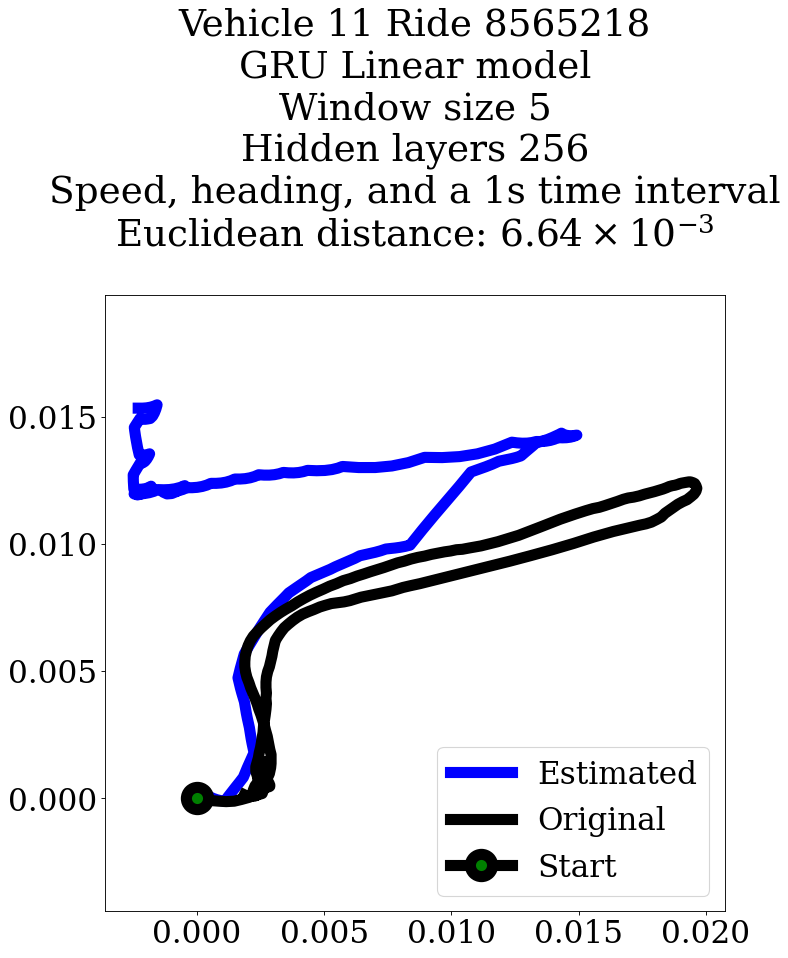 Vehicle 11 Ride 8565218
GRU Linear model
Window size 5
Hidden layers 256
Speed, heading, and a 1s time interval
Euclidean distance: 6.64 × 10⁻³
0.015
0.010
0.005
0.000
Estimated
Original
Start
0.000 0.005 0.010 0.015 0.020